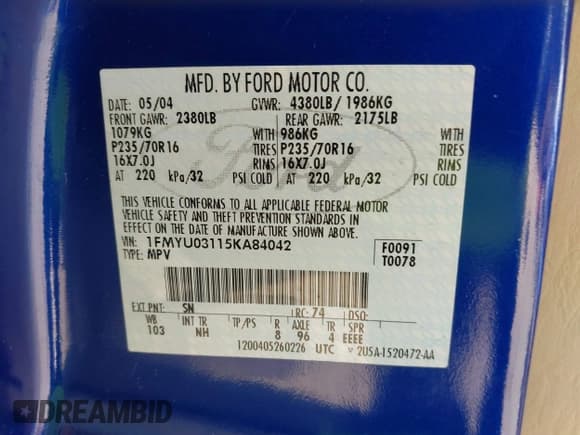 MFD. BY FORD MOTOR CO.
DATE: 05/04 GVWR: 4380LB/ 1986KG
FRONT GAWR: 2380LB REAR GAWR: 2175LB
1079KG WITH 986KG WITH
P235/70R16 TIRES P235/70R16 TIRES
16X7.0J RIMS 16X7.0J RIMS
AT 220 kPa/32 PSI COLD AT 220 kPa/32 PSI COLD
THIS VEHICLE CONFORMS TO ALL APPLICABLE FEDERAL MOTOR
VEHICLE SAFETY AND THEFT PREVENTION STANDARDS IN
EFFECT ON THE DATE OF MANUFACTURE SHOWN ABOVE.
VIN: 1FMYU03115KA84042
TYPE: MPV
F0091
T0078
EXT PNT: SN RC: 74 DSO:
WB INT TR TP/PS R AXLE TR SPR
103 NH 8 96 4 EEEE
1200405260226 UTC 2USA-1520472-AA
Ford
DREAMBID